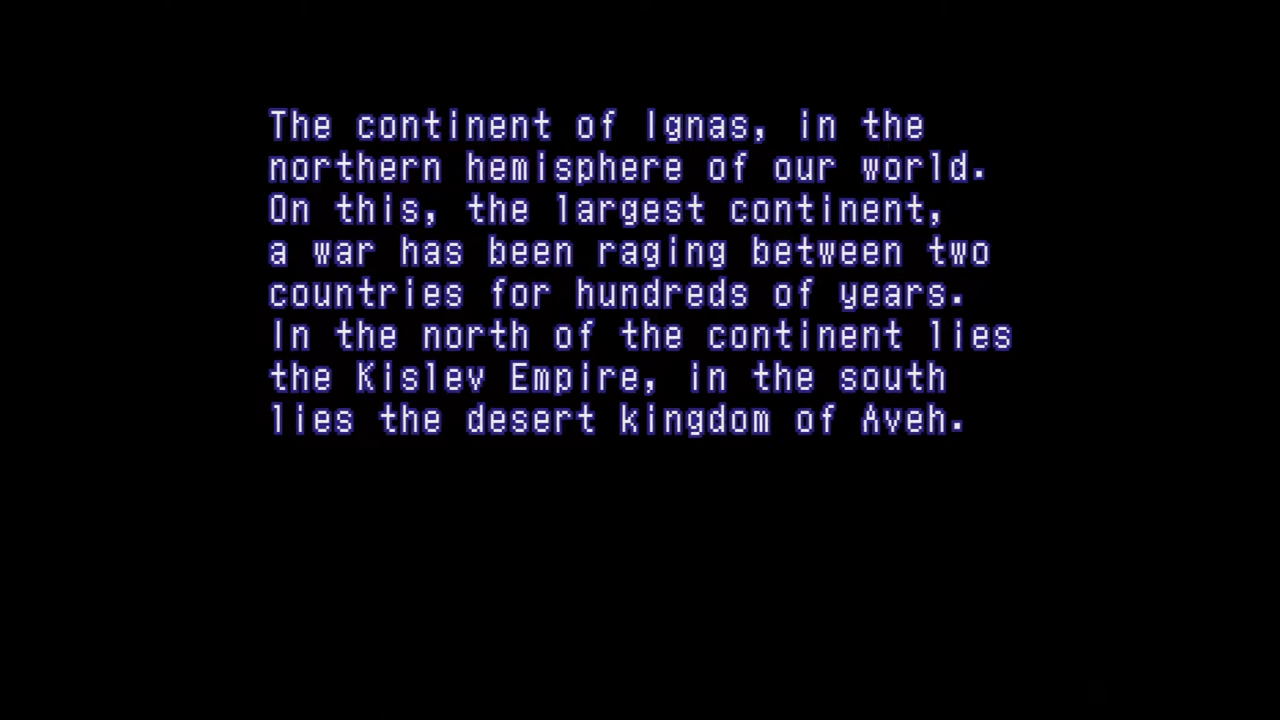 The continent of Ignas, in the
northern hemisphere of our world.
On this, the largest continent,
a war has been raging between two
countries for hundreds of years.
In the north of the continent lies
the Kislev Empire, in the south
lies the desert kingdom of Aveh.